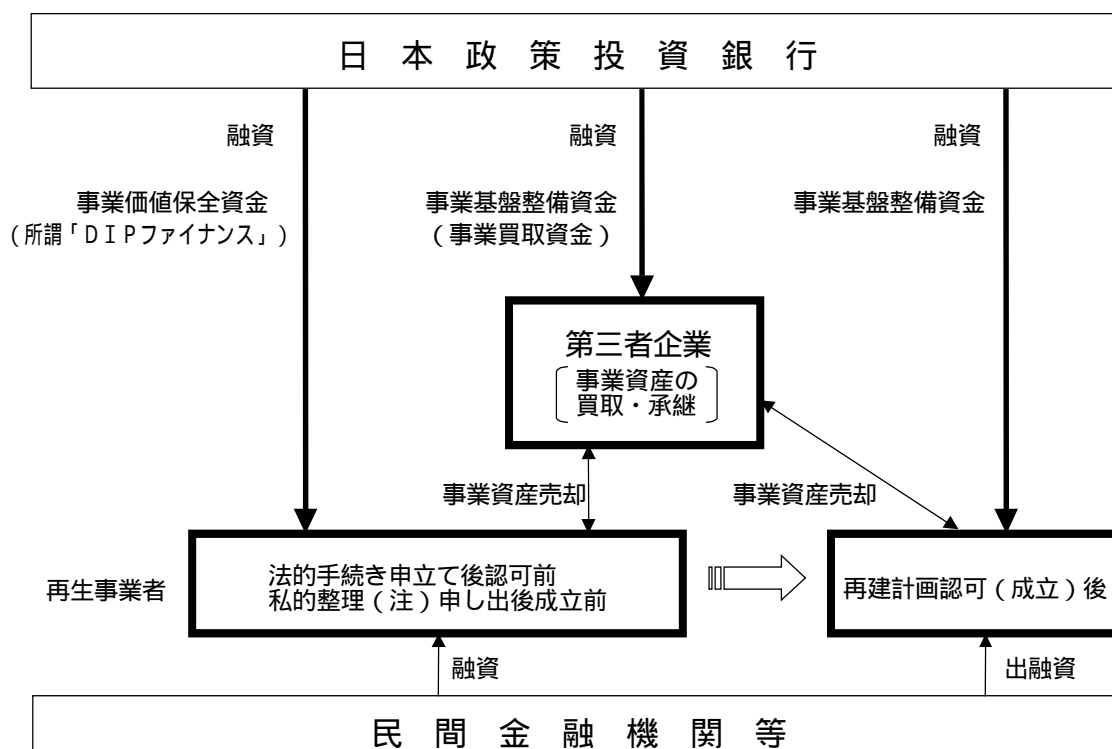 日本政策投資銀行
融資
融資
融資
事業価値保全資金
(所謂「DIPファイナンス」)
事業基盤整備資金
(事業買取資金)
事業基盤整備資金
第三者企業
事業資産の
買取・承継
事業資産売却
事業資産売却
再生事業者
法的手続き申立て後認可前
私的整理(注)申し出後成立前
再建計画認可(成立)後
融資
出融資
民間金融機関等